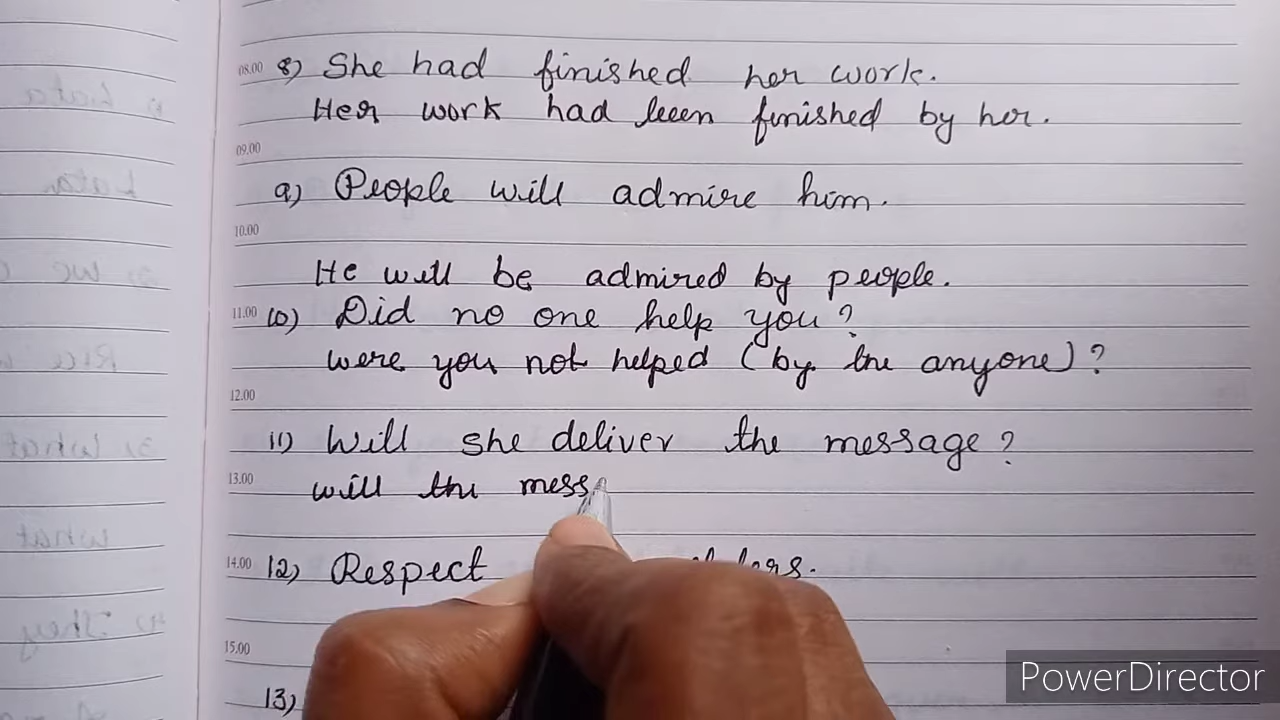 08.00 8) She had finished her work.
Her work had been finished by her.
09.00
9) People will admire him.
10.00
He will be admired by people.
11.00 10) Did no one help you?
were you not helped (by the anyone)?
12.00
11) Will she deliver the message?
13.00 will the mess
14.00 12) Respect
15.00
13)
PowerDirector